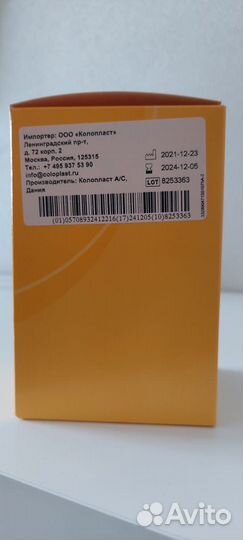 Импортер: ООО «Колопласт»
Ленинградский пр-т,
д. 72 корп. 2
Москва, Россия, 125315
Тел.: +7 495 937 53 90
info@coloplast.ru
Производитель: Колопласт А/С,
Дания
2021-12-23
2024-12-05
LOT 8253363
(01)05708932412216(17)241205(10)8253363
Avito